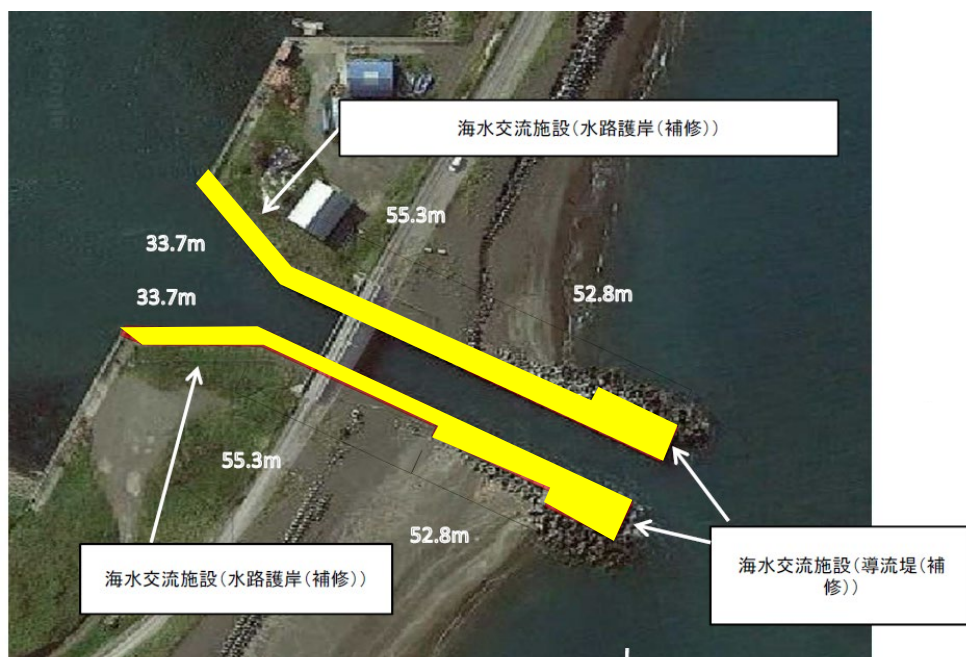 海水交流施設(水路護岸(補修))
55.3m
33.7m
52.8m
33.7m
55.3m
52.8m
海水交流施設(水路護岸(補修))
海水交流施設(導流堤(補
修))